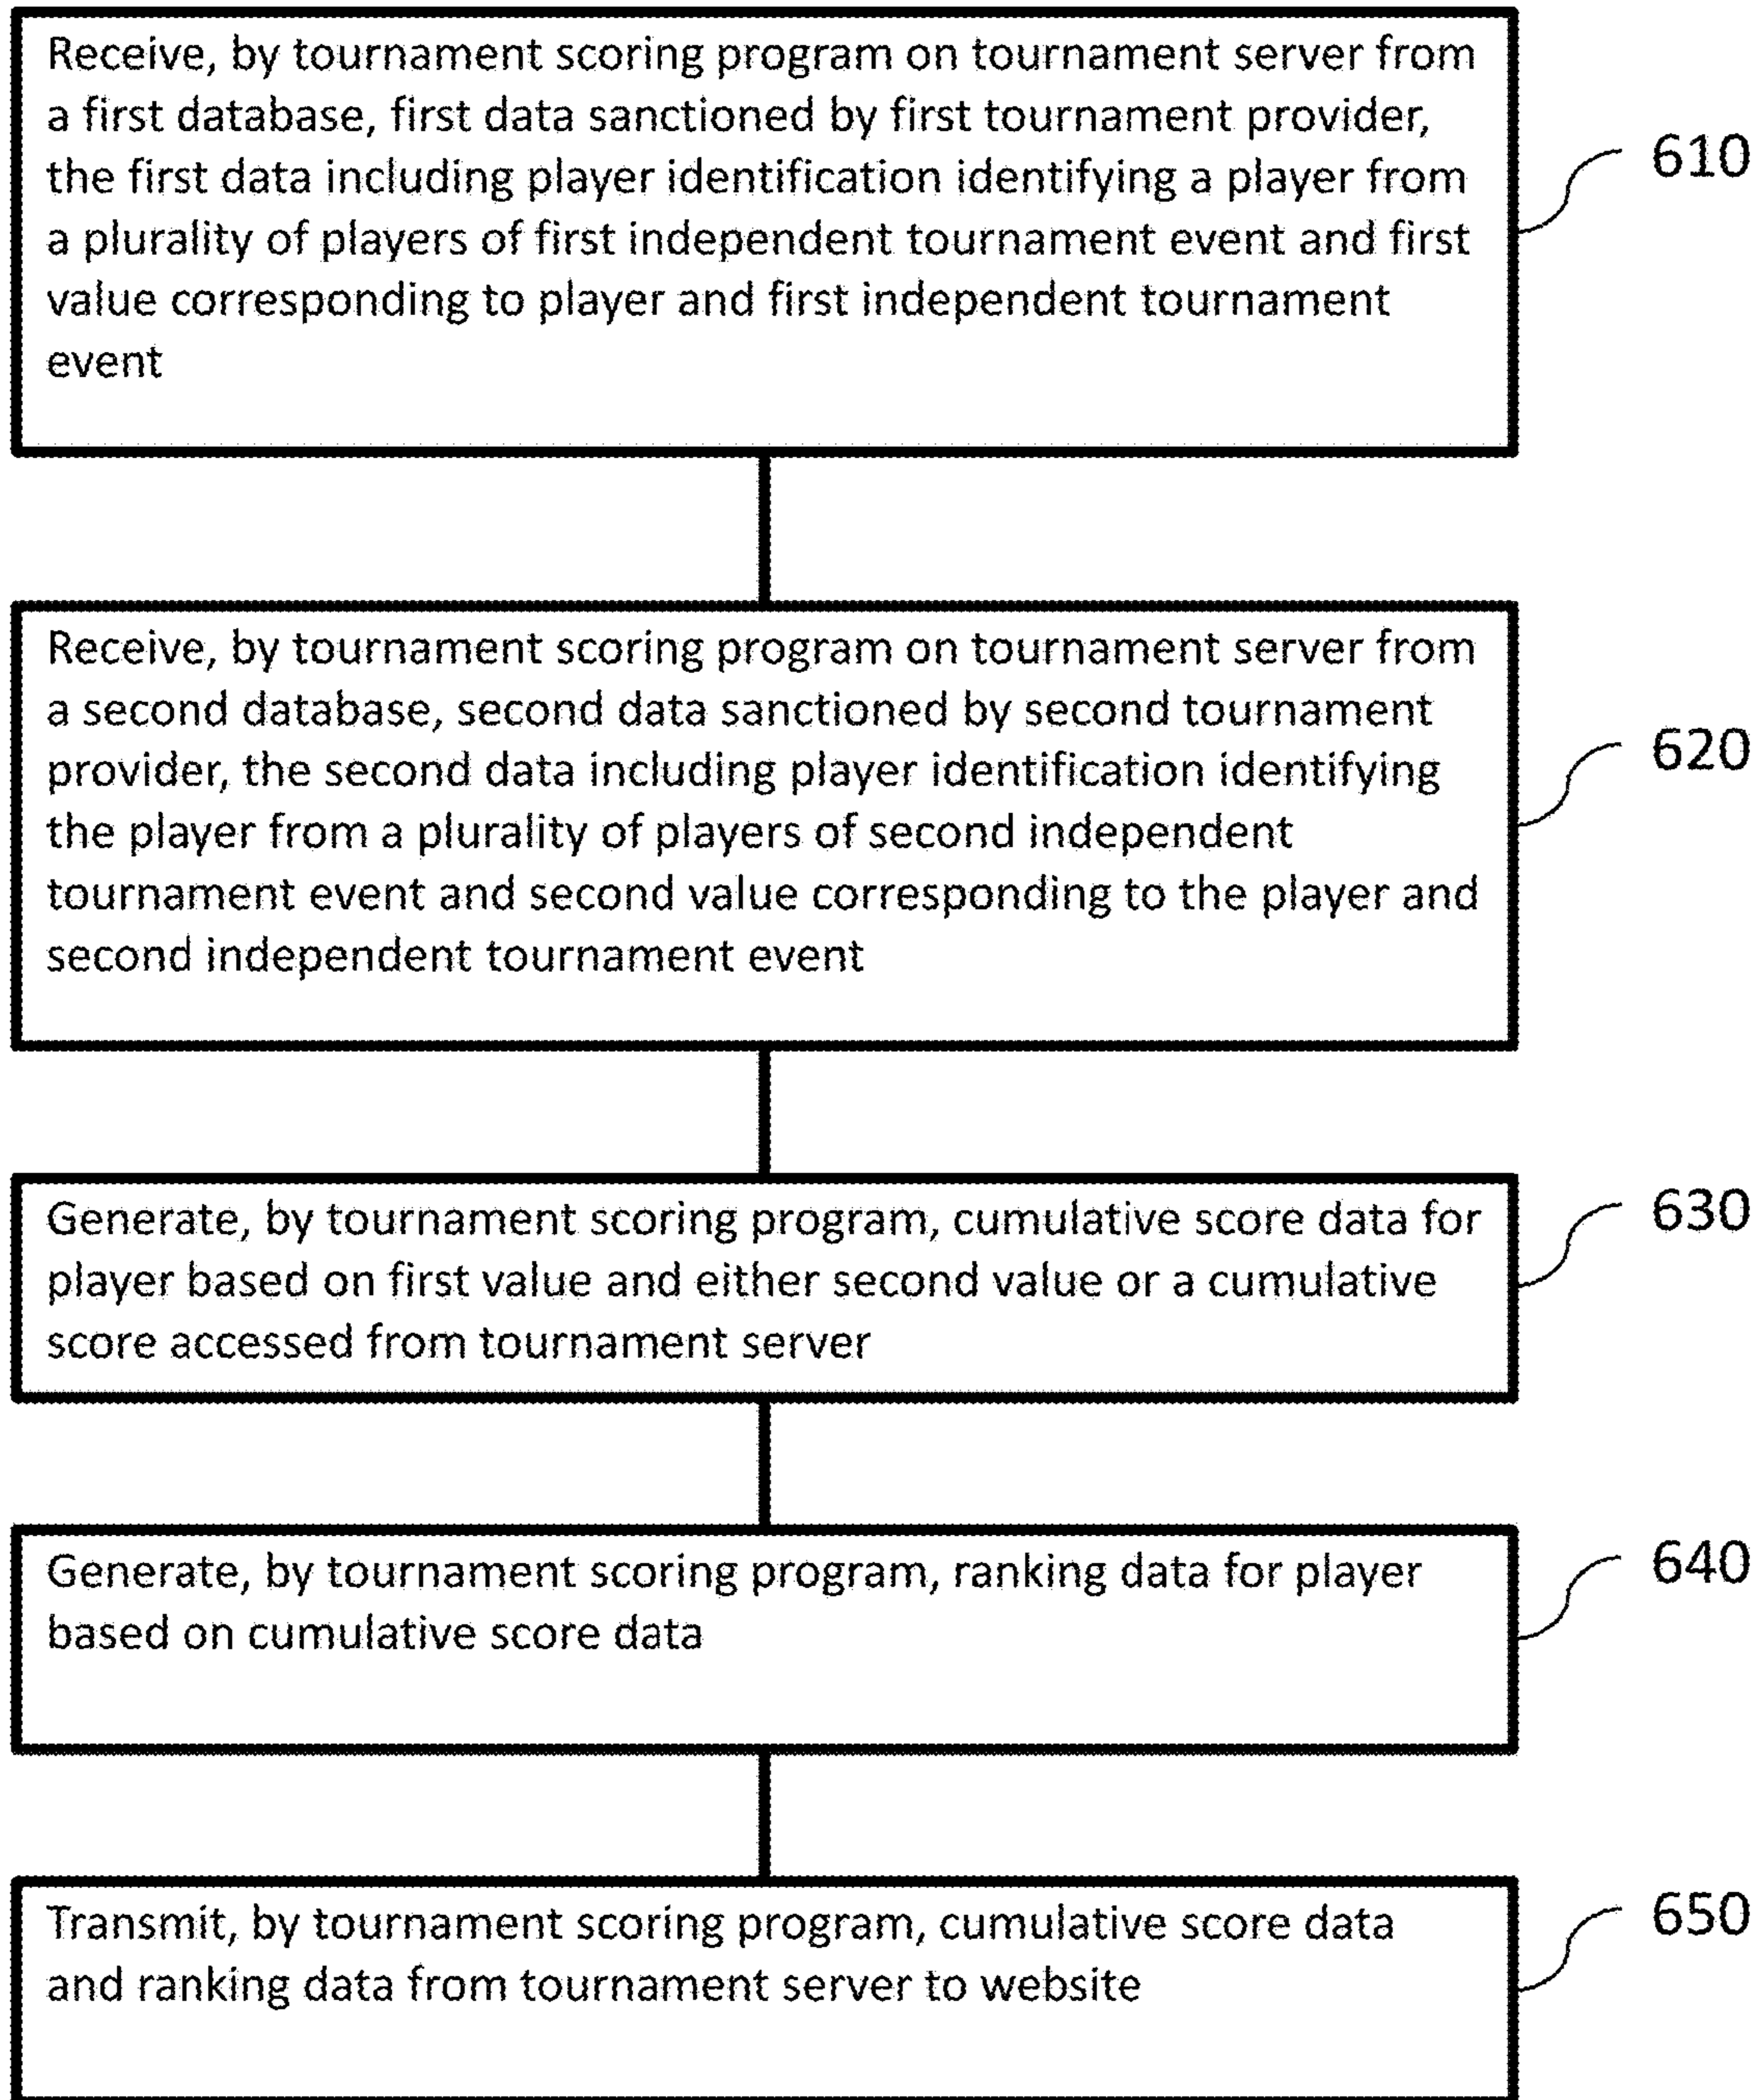 Receive, by tournament scoring program on tournament server from
a first database, first data sanctioned by first tournament provider,
the first data including player identification identifying a player from
a plurality of players of first independent tournament event and first
value corresponding to player and first independent tournament
event
610
Receive, by tournament scoring program on tournament server from
a second database, second data sanctioned by second tournament
provider, the second data including player identification identifying
the player from a plurality of players of second independent
tournament event and second value corresponding to the player and
second independent tournament event
620
Generate, by tournament scoring program, cumulative score data for
player based on first value and either second value or a cumulative
score accessed from tournament server
630
Generate, by tournament scoring program, ranking data for player
based on cumulative score data
640
Transmit, by tournament scoring program, cumulative score data
and ranking data from tournament server to website
650